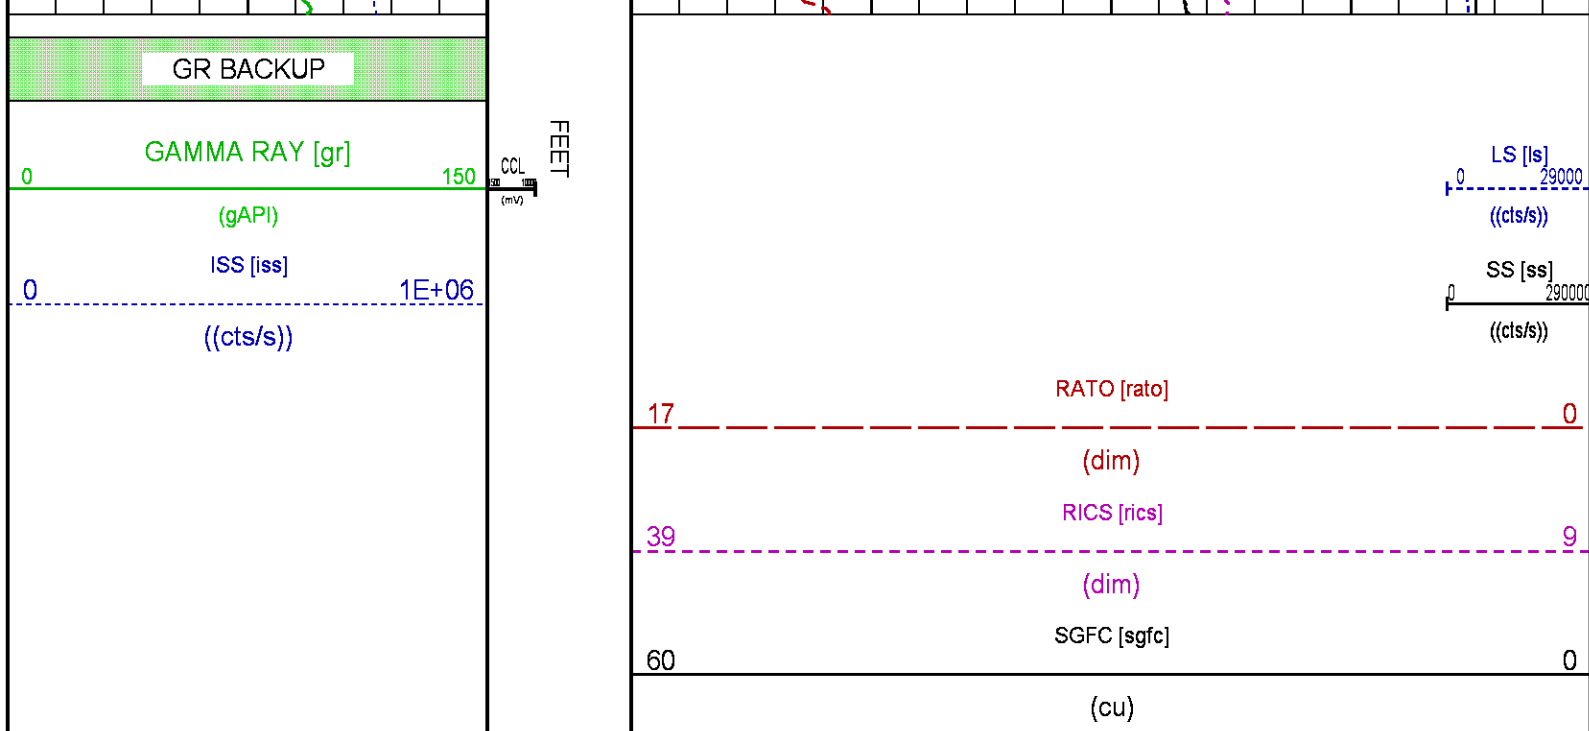 GR BACKUP
GAMMA RAY [gr]
0 150
(gAPI)
ISS [iss]
0 1E+06
((cts/s))
CCL
(mV)
FEET
LS [ls]
0 29000
((cts/s))
SS [ss]
0 290000
((cts/s))
RATO [rato]
17 0
(dim)
RICS [rics]
39 9
(dim)
SGFC [sgfc]
60 0
(cu)